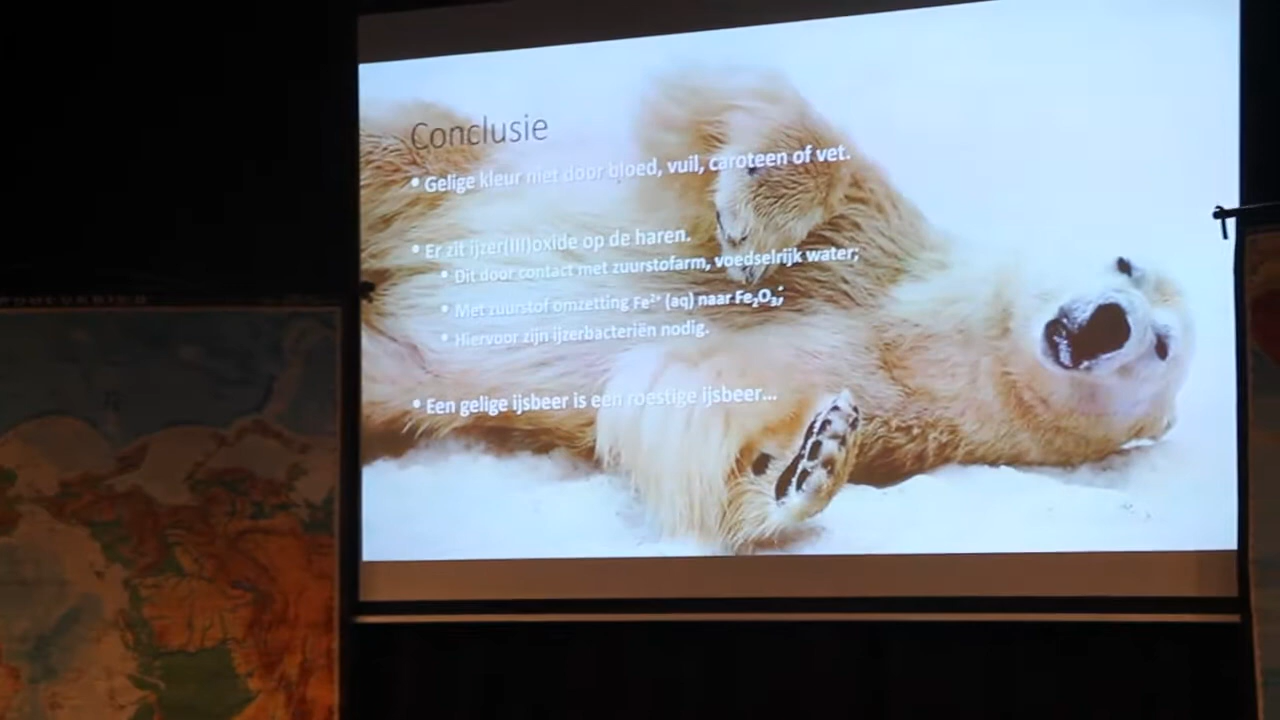 Conclusie
• Gelige kleur niet door bloed, vuil, caroteen of vet.
• Er zit ijzer(III)oxide op de haren.
• Dit door contact met zuurstofarm, voedselrijk water;
• Met zuurstof omzetting Fe²⁺ (aq) naar Fe₂O₃;
• Hiervoor zijn ijzerbacteriën nodig.
• Een gelige ijsbeer is een roestige ijsbeer...